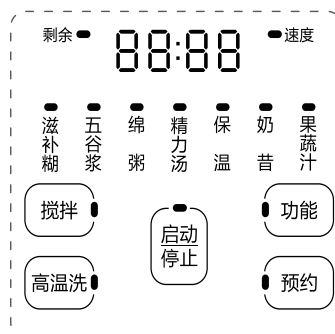 剩余 88:88 速度
滋补糊 五谷浆 绵粥 精力汤 保温 奶昔 果蔬汁
搅拌 功能
启动
停止
高温洗 预约